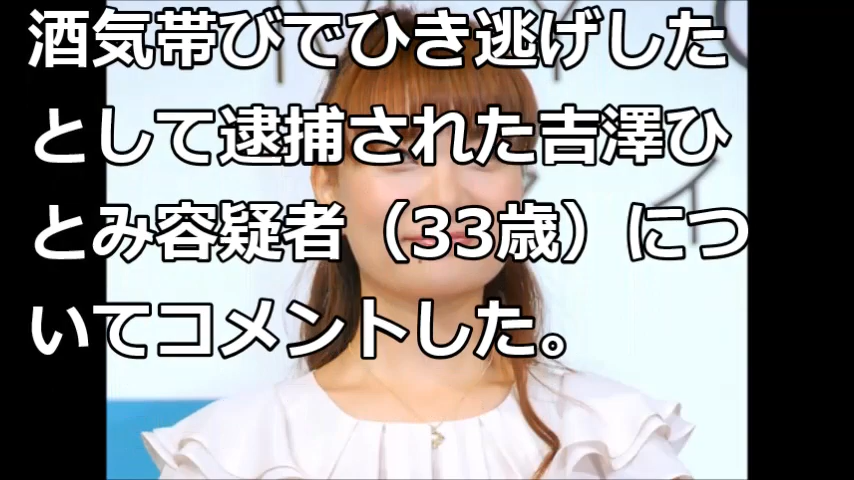 酒気帯びでひき逃げした
として逮捕された吉澤ひ
とみ容疑者（33歳）につ
いてコメントした。